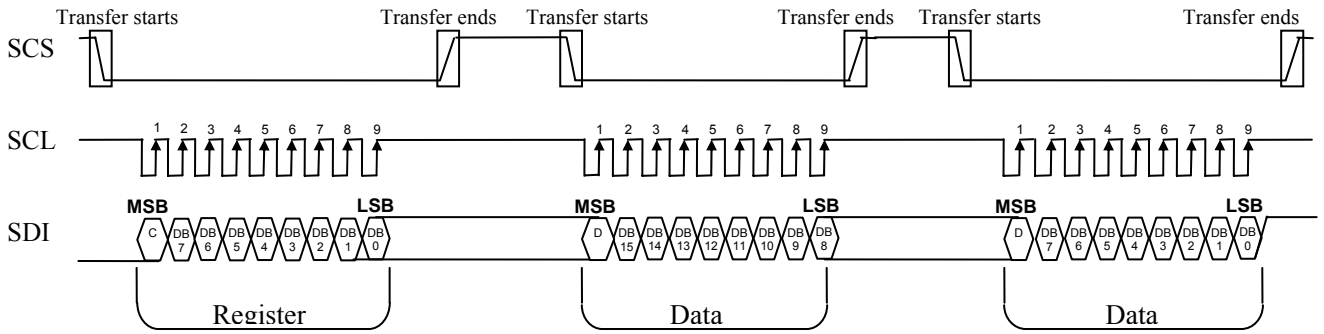 Transfer starts Transfer ends Transfer starts Transfer ends Transfer starts Transfer ends
SCS
1 2 3 4 5 6 7 8 9 1 2 3 4 5 6 7 8 9 1 2 3 4 5 6 7 8 9
SCL
MSB LSB MSB LSB MSB LSB
SDI
C DB7 DB6 DB5 DB4 DB3 DB2 DB1 DB0 D DB15 DB14 DB13 DB12 DB11 DB10 DB9 DB8 D DB7 DB6 DB5 DB4 DB3 DB2 DB1 DB0
Register Data Data